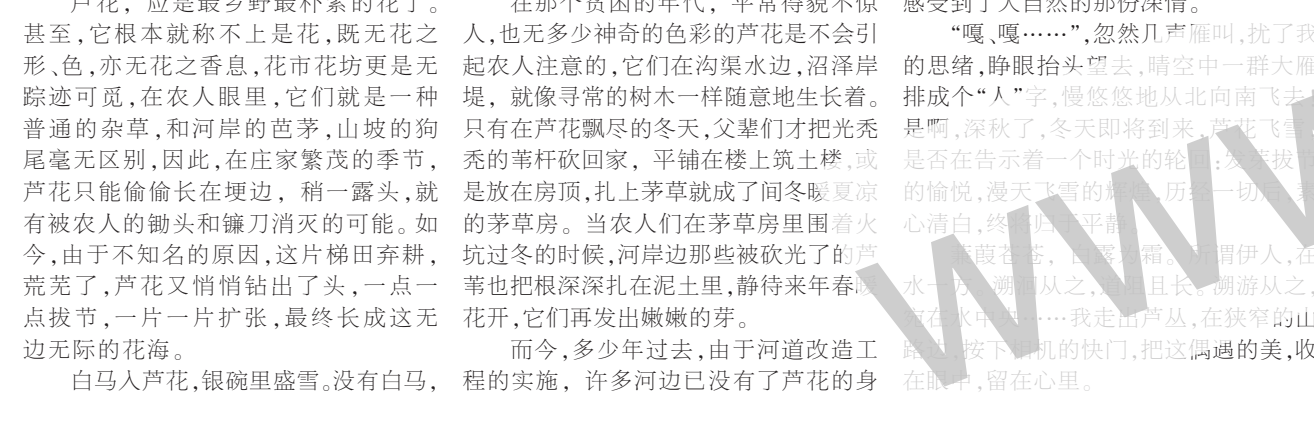 芦花，应是最乡野最朴素的花了。
甚至,它根本就称不上是花,既无花之
形、色,亦无花之香息,花市花坊更是无
踪迹可觅,在农人眼里,它们就是一种
普通的杂草,和河岸的芭茅,山坡的狗
尾毫无区别,因此,在庄家繁茂的季节,
芦花只能偷偷长在埂边，稍一露头,就
有被农人的锄头和镰刀消灭的可能。如
今,由于不知名的原因,这片梯田弃耕,
荒芜了,芦花又悄悄钻出了头,一点一
点拔节,一片一片扩张,最终长成这无
边无际的花海。
白马入芦花,银碗里盛雪。没有白马,
在那个贫困的年代，平常得貌不惊
人,也无多少神奇的色彩的芦花是不会引
起农人注意的,它们在沟渠水边,沼泽岸
堤，就像寻常的树木一样随意地生长着。
只有在芦花飘尽的冬天,父辈们才把光秃
秃的苇杆砍回家，平铺在楼上筑土楼,或
是放在房顶,扎上茅草就成了间冬暖夏凉
的茅草房。当农人们在茅草房里围着火
坑过冬的时候,河岸边那些被砍光了的芦
苇也把根深深扎在泥土里,静待来年春暖
花开,它们再发出嫩嫩的芽。
而今,多少年过去,由于河道改造工
程的实施，许多河边已没有了芦花的身
感受到了大自然的那份深情。
“嘎、嘎……”,忽然几声雁叫,扰了我
的思绪,睁眼抬头望去,晴空中一群大雁
排成个“人”字,慢悠悠地从北向南飞去
是啊,深秋了,冬天即将到来,芦花飞雪,
是否在告示着一个时光的轮回:发芽拔节
的愉悦,漫天飞雪的辉煌,历经一切后,
心清白,终将归于平静。
蒹葭苍苍，白露为霜。所谓伊人,在
水一方,溯洄从之,道阻且长。溯游从之,
宛在水中央……我走出芦丛,在狭窄的山
路边,按下相机的快门,把这偶遇的美,收
在眼中,留在心里。
WWW